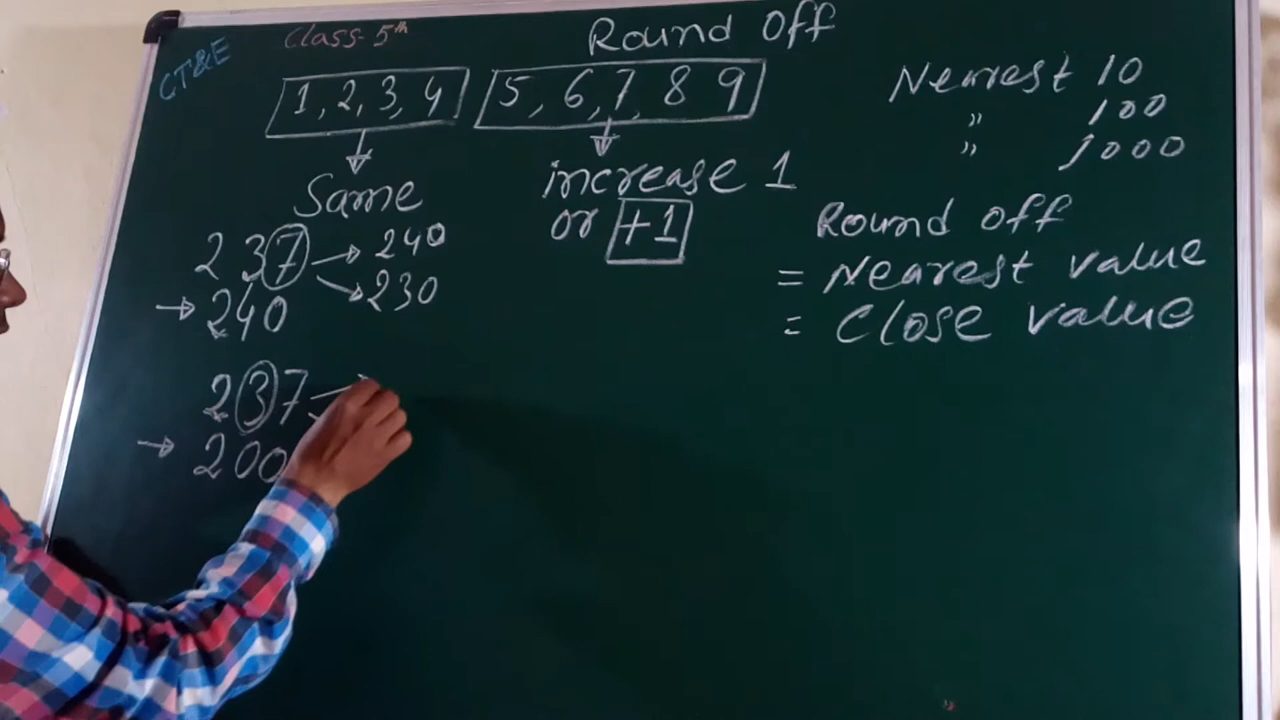 CT&E
Class 5th
Round Off
1, 2, 3, 4
5, 6, 7, 8 9
Same
increase 1
or +1
Nearest 10
" 100
" 1000
Round off
= Nearest value
= Close value
237 → 240
→ 230
→ 240
237 →
→ 200